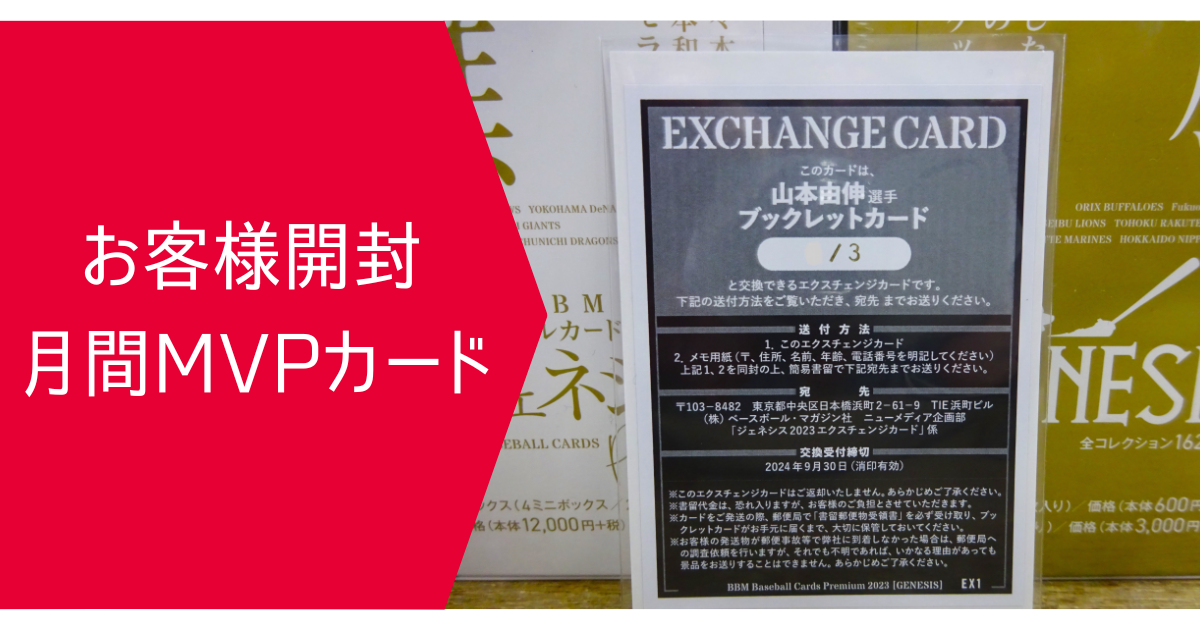 お客様開封
月間MVPカード
EXCHANGE CARD
このカードは、
山本由伸選手
ブックレットカード
/ 3
と交換できるエクスチェンジカードです。
下記の送付方法をご覧いただき、宛先 までお送りください。
送 付 方 法
1. このエクスチェンジカード
2. メモ用紙(〒、住所、名前、年齢、電話番号を明記してください)
上記1、2を同封の上、簡易書留で下記宛先までお送りください。
宛 先
〒103-8482 東京都中央区日本橋浜町2-61-9 TIE浜町ビル
(株)ベースボール・マガジン社 ニューメディア企画部
「ジェネシス2023エクスチェンジカード」係
交換受付締切
2024年9月30日(消印有効)
※このエクスチェンジカードはご返却いたしません。あらかじめご了承ください。
※書留代金は、恐れ入りますが、お客様のご負担とさせていただきます。
※カードをご発送の際、郵便局で「書留郵便物受領書」を必ず受け取り、ブッ
クレットカードがお手元に届くまで、大切に保管しておいてください。
※お客様の発送物が郵便事故等で弊社に到着しなかった場合は、郵便局へ
の調査依頼を行いますが、それでも不明であれば、いかなる理由があっても
景品をお送りすることはできません。あらかじめご了承ください。
BBM Baseball Cards Premium 2023 [GENESIS] EX1
YOKOHAMA DeNA
GIANTS
CHUNICHI DRAGONS
BBM
ルカード
EBALL CARDS
ックス(4ミニボックス/
格(本体12,000円+税)
ORIX BUFFALOES
EIBU LIONS TOHOKU RAKUTE
TE MARINES HOKKAIDO NIPP
NESI
全コレクション162
入り)/価格(本体600円
)/価格(本体3,000円